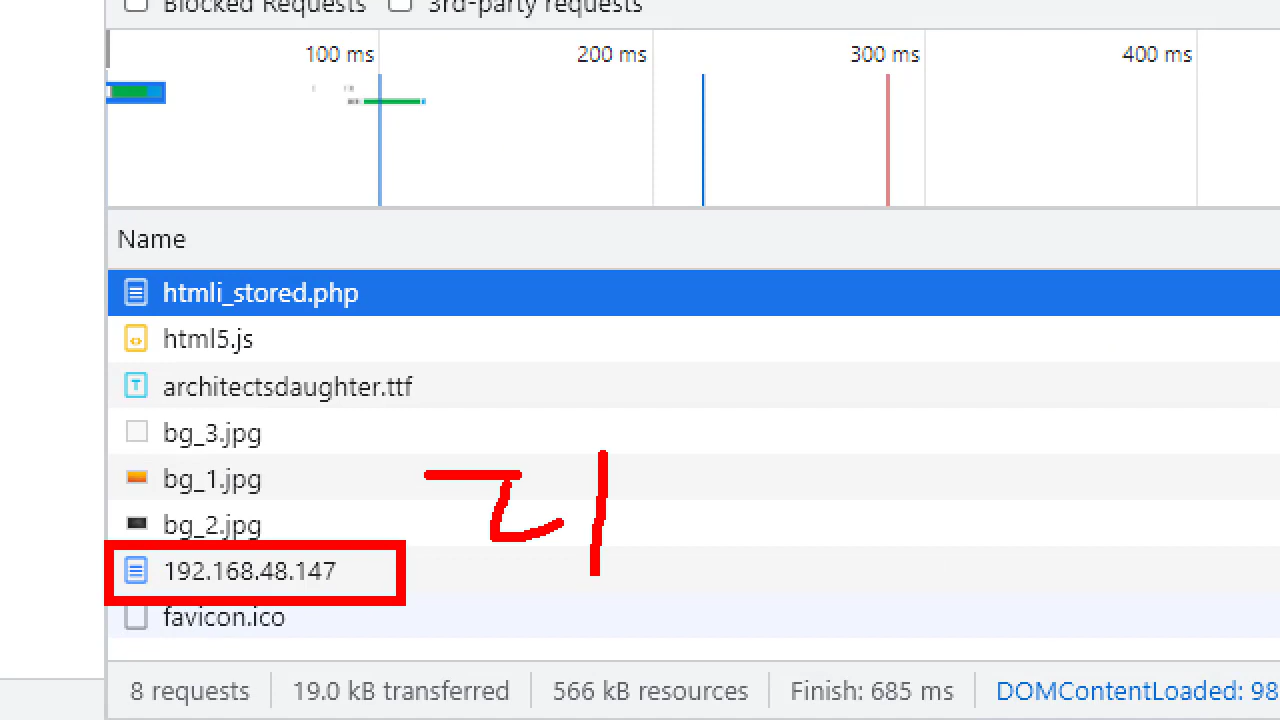 Blocked Requests 3rd-party requests
100 ms 200 ms 300 ms 400 ms
Name
htmli_stored.php
html5.js
architectsdaughter.ttf
bg_3.jpg
bg_1.jpg
bg_2.jpg
192.168.48.147
favicon.ico
8 requests 19.0 kB transferred 566 kB resources Finish: 685 ms DOMContentLoaded: 98